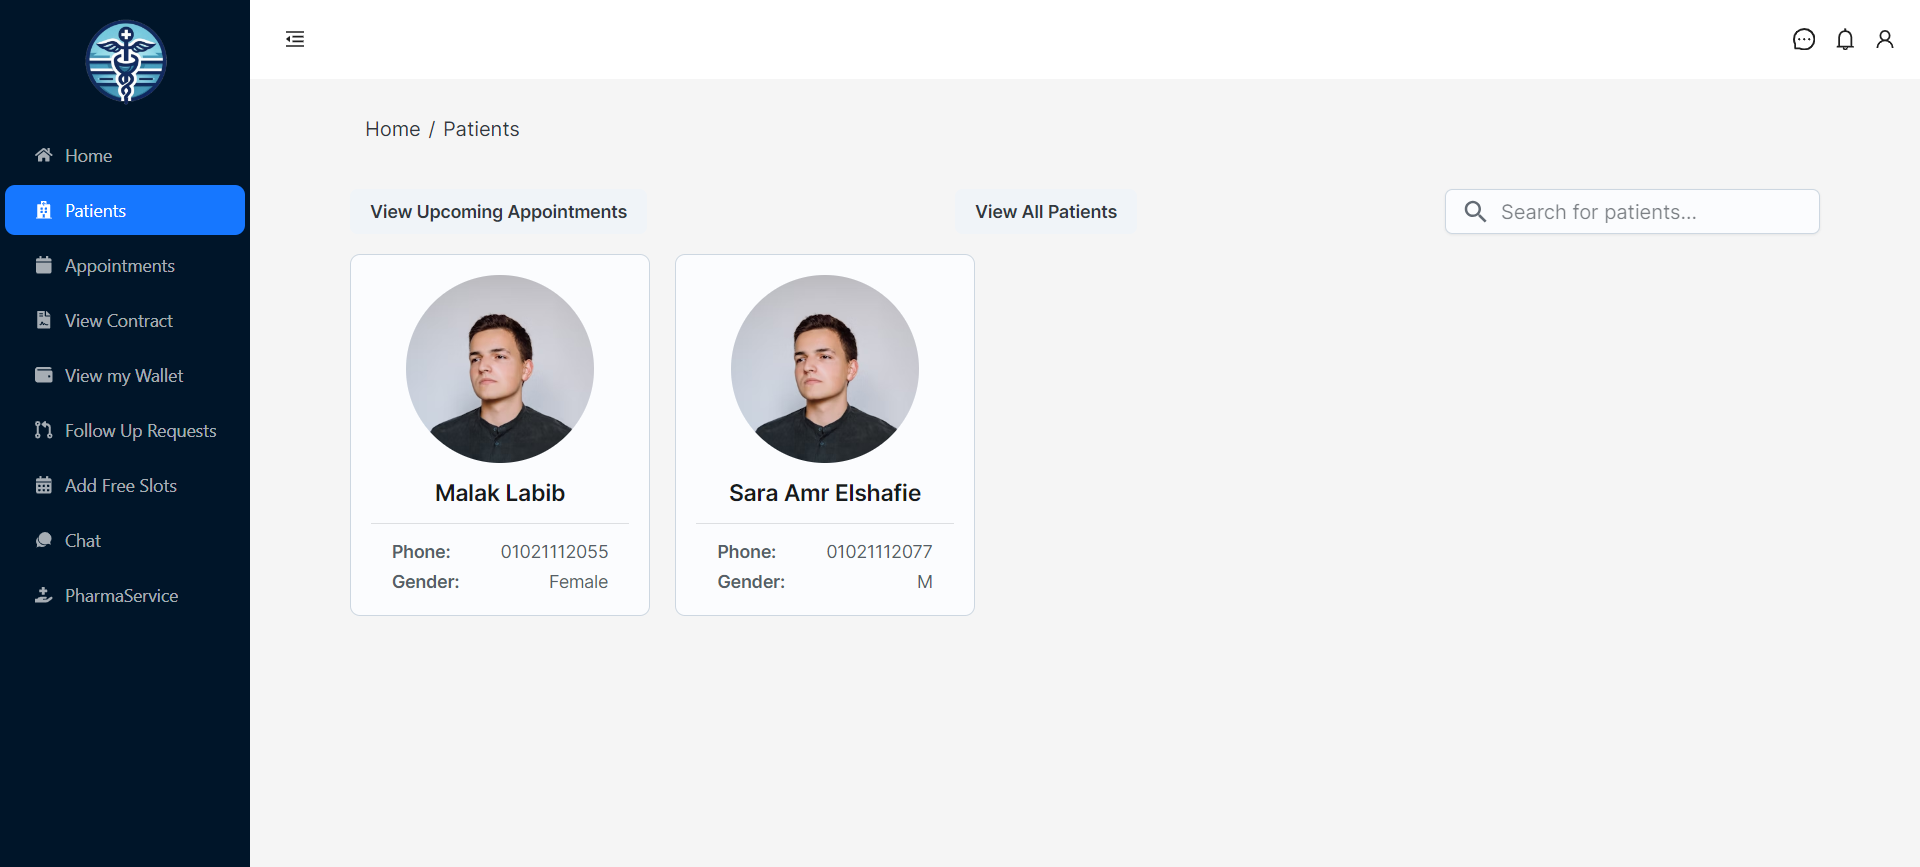 Home
Patients
Appointments
View Contract
View my Wallet
Follow Up Requests
Add Free Slots
Chat
PharmaService
Home / Patients
View Upcoming Appointments
View All Patients
Search for patients...
Malak Labib
Phone: 01021112055
Gender: Female
Sara Amr Elshafie
Phone: 01021112077
Gender: M